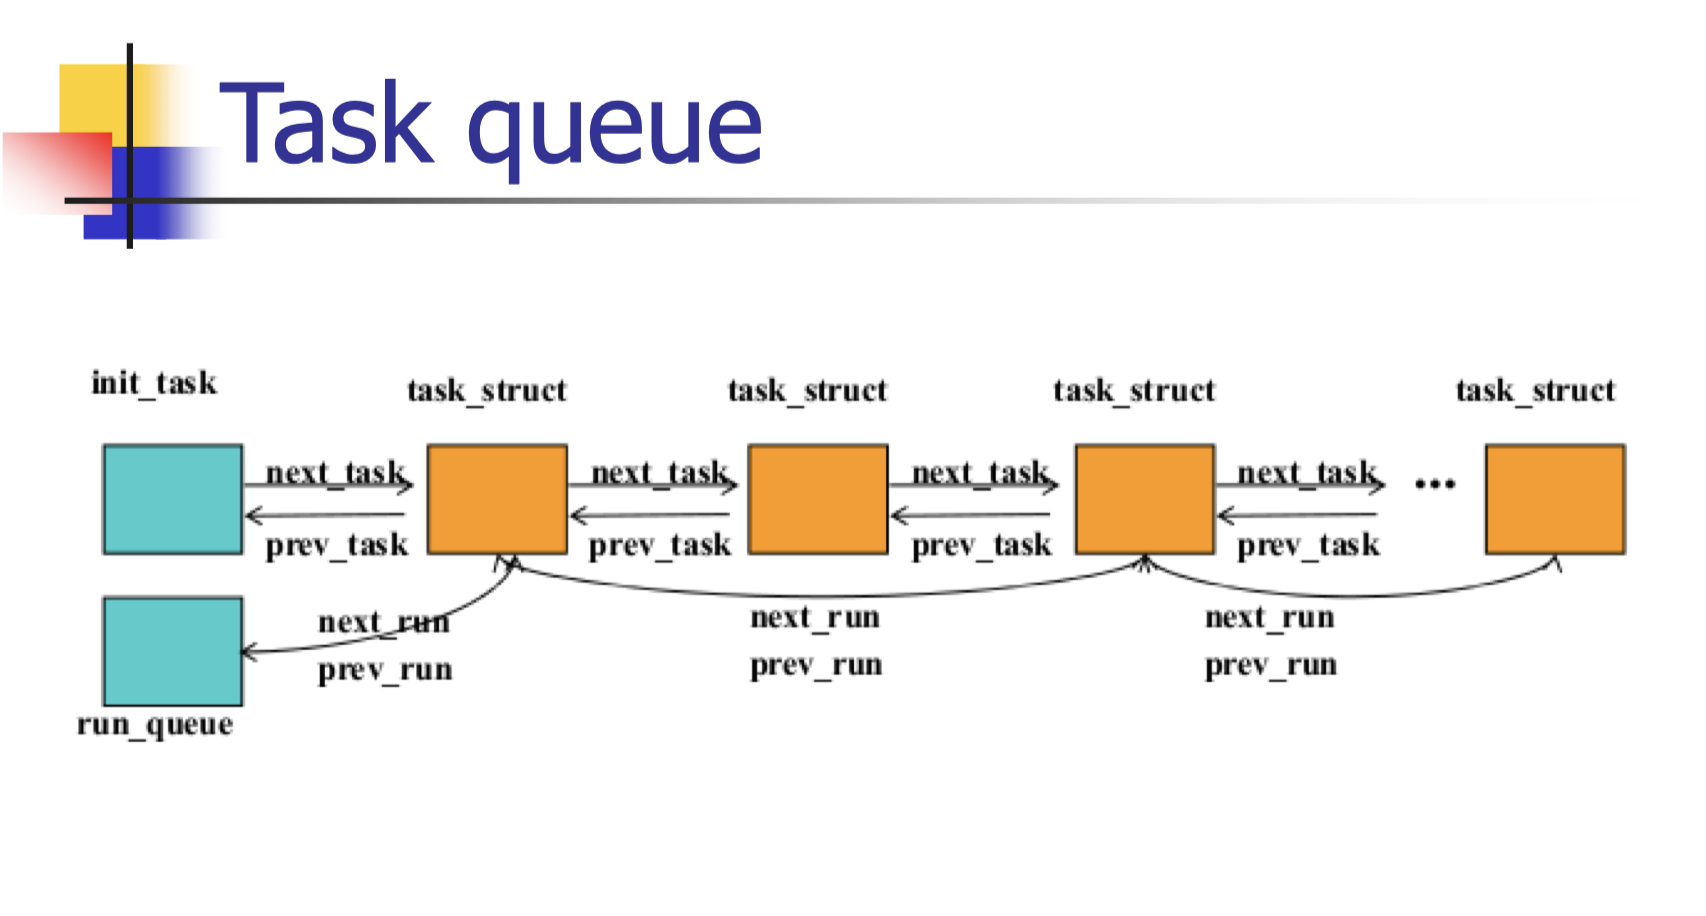 Task queue
init_task
task_struct
task_struct
task_struct
task_struct
next_task
next_task
next_task
next_task
...
prev_task
prev_task
prev_task
prev_task
next_run
next_run
next_run
prev_run
prev_run
prev_run
run_queue